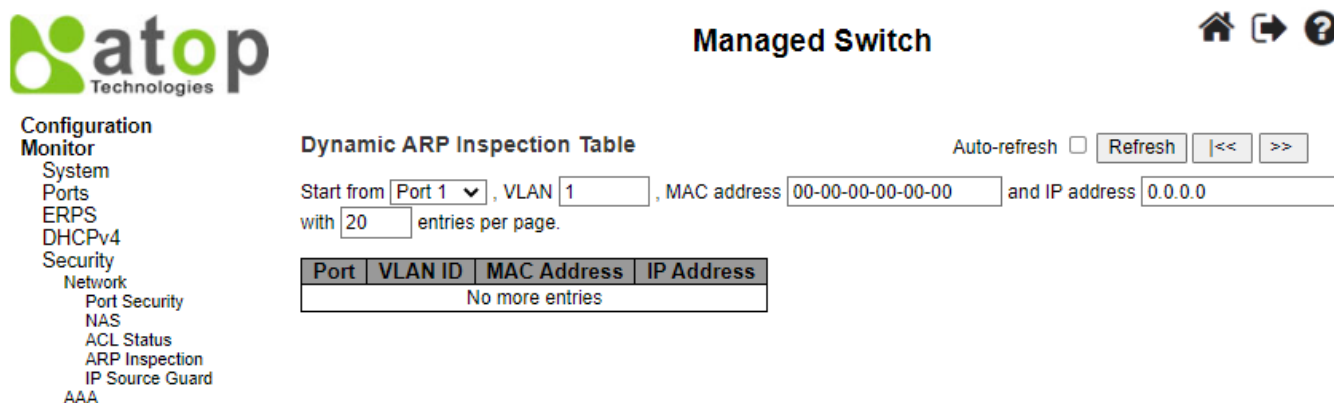 atop
Technologies
Managed Switch
Configuration
Monitor
System
Ports
ERPS
DHCPv4
Security
Network
Port Security
NAS
ACL Status
ARP Inspection
IP Source Guard
AAA
Dynamic ARP Inspection Table
Auto-refresh Refresh |<< >>
Start from Port 1 , VLAN 1 , MAC address 00-00-00-00-00-00 and IP address 0.0.0.0
with 20 entries per page.
Port VLAN ID MAC Address IP Address
No more entries